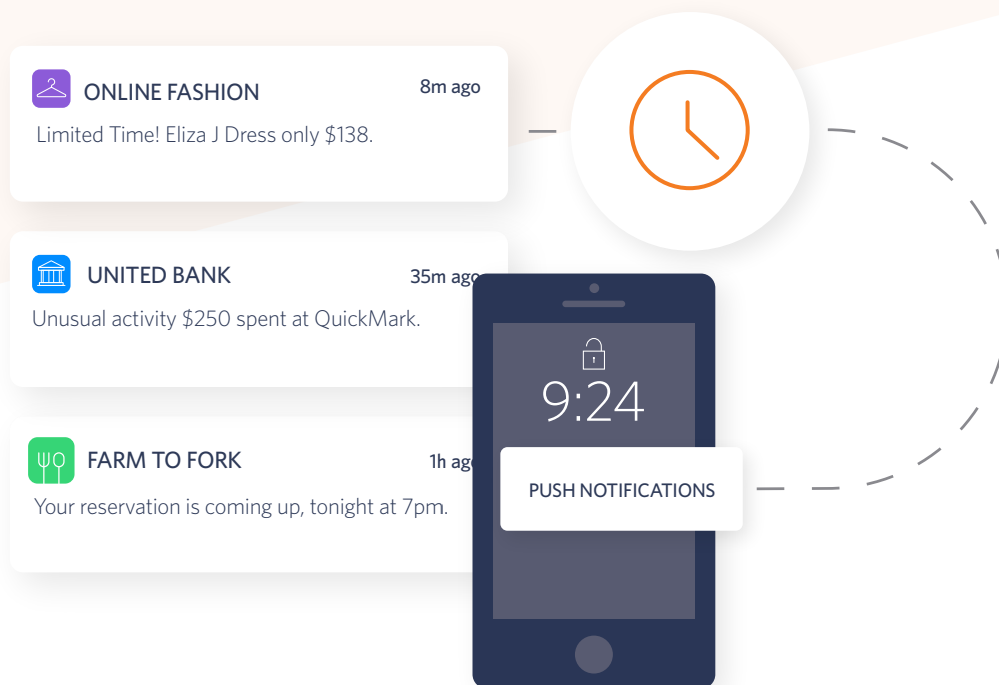 ONLINE FASHION 8m ago
Limited Time! Eliza J Dress only $138.
UNITED BANK 35m ago
Unusual activity $250 spent at QuickMark.
FARM TO FORK 1h ago
Your reservation is coming up, tonight at 7pm.
9:24
PUSH NOTIFICATIONS